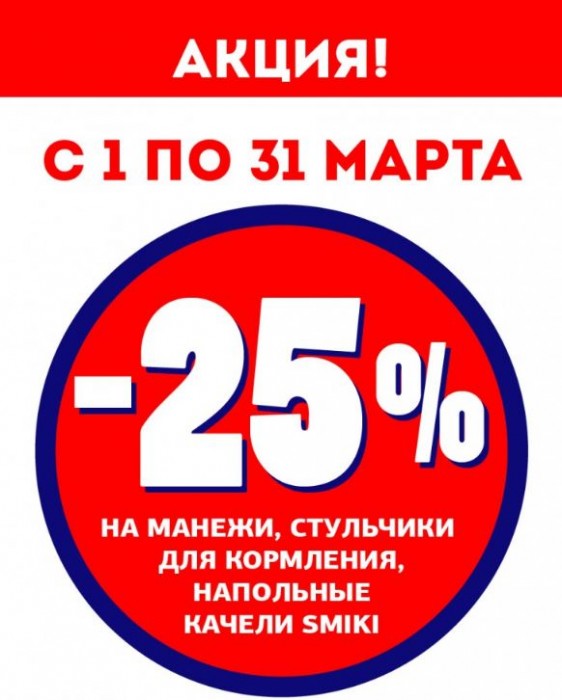 АКЦИЯ!
С 1 ПО 31 МАРТА
-25%
НА МАНЕЖИ, СТУЛЬЧИКИ
ДЛЯ КОРМЛЕНИЯ,
НАПОЛЬНЫЕ
КАЧЕЛИ SMIKI